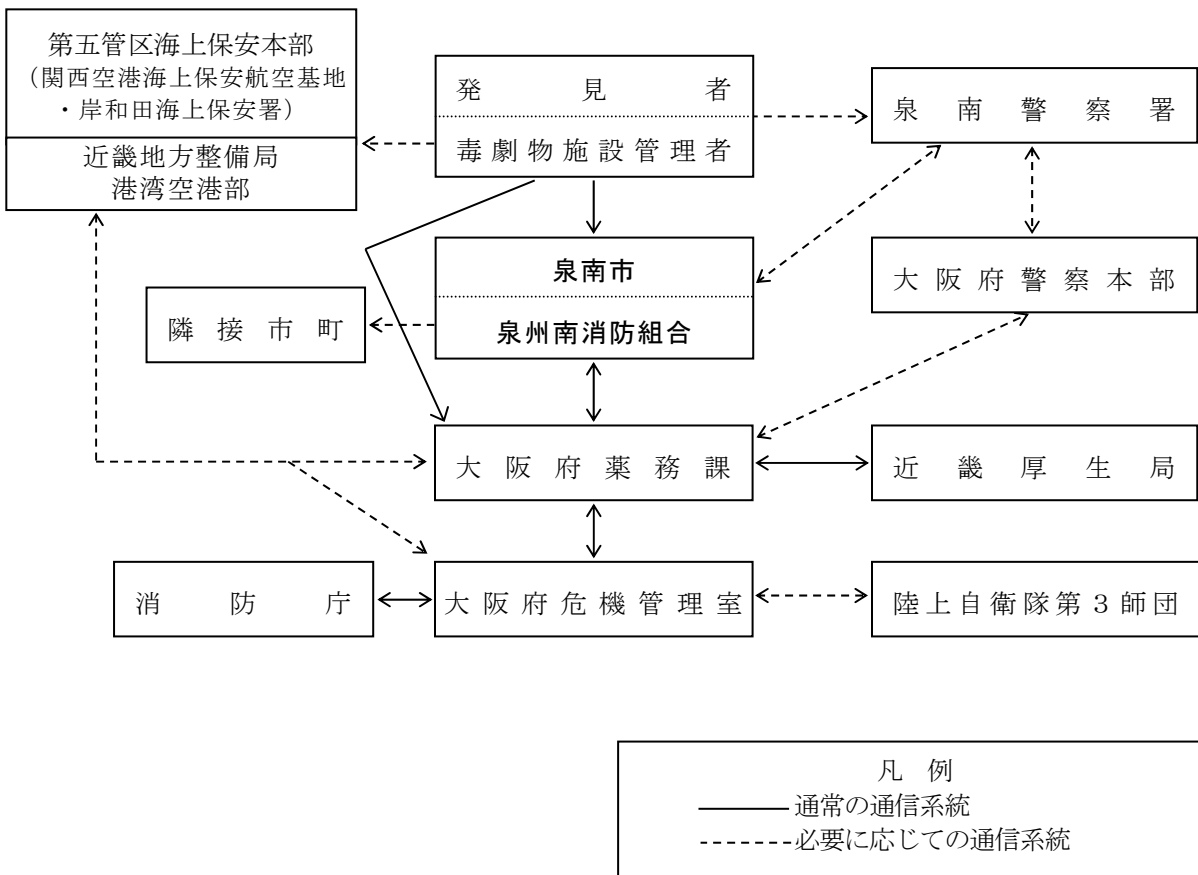 第五管区海上保安本部
（関西空港海上保安航空基地
・岸和田海上保安署）
近畿地方整備局
港湾空港部
発見者
毒劇物施設管理者
泉南警察署
泉南市
泉州南消防組合
大阪府警察本部
隣接市町
大阪府薬務課
近畿厚生局
消防庁
大阪府危機管理室
陸上自衛隊第３師団
凡 例
通常の通信系統
必要に応じての通信系統